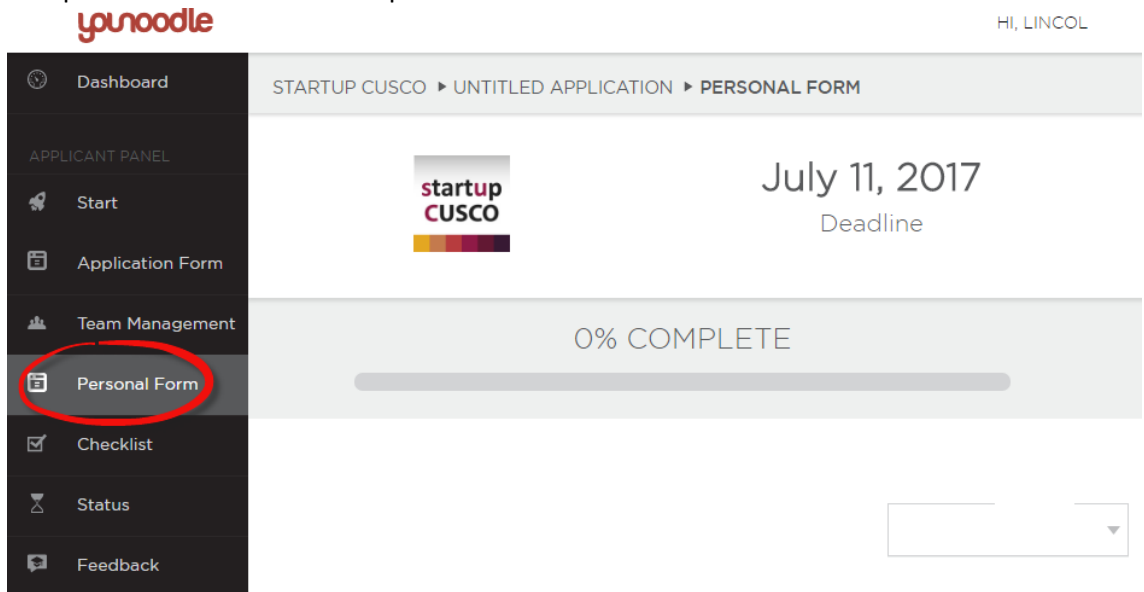 younoodle
HI, LINCOL
Dashboard
STARTUP CUSCO ▸ UNTITLED APPLICATION ▸ PERSONAL FORM
APPLICANT PANEL
Start
Application Form
Team Management
Personal Form
Checklist
Status
Feedback
startup
CUSCO
July 11, 2017
Deadline
0% COMPLETE